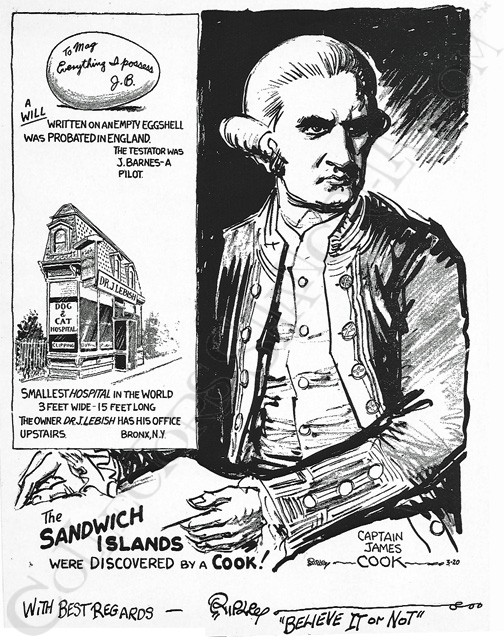 To Mag
Everything I possess
J.B.
A
WILL
WRITTEN ON AN EMPTY EGGSHELL
WAS PROBATED IN ENGLAND.
THE TESTATOR WAS
J. BARNES-A
PILOT.
DR. J. LEBISH
DOG
&
CAT
HOSPITAL
CLIPPING
SMALLEST HOSPITAL IN THE WORLD
3 FEET WIDE - 15 FEET LONG
THE OWNER DR. J. LEBISH HAS HIS OFFICE
UPSTAIRS. BRONX, N.Y.
The
SANDWICH
ISLANDS
WERE DISCOVERED BY A COOK!
CAPTAIN
JAMES
COOK
RIPLEY 3-20
WITH BEST REGARDS — RIPLEY
"BELIEVE IT OR NOT"